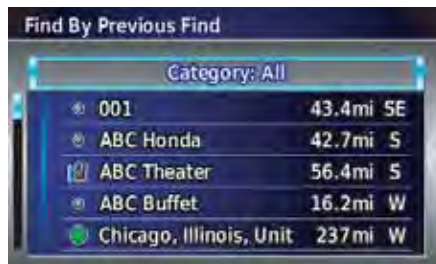 Find By Previous Find
Category: All
001 43.4mi SE
ABC Honda 42.7mi S
ABC Theater 56.4mi S
ABC Buffet 16.2mi W
Chicago, Illinois, Unit 237mi W